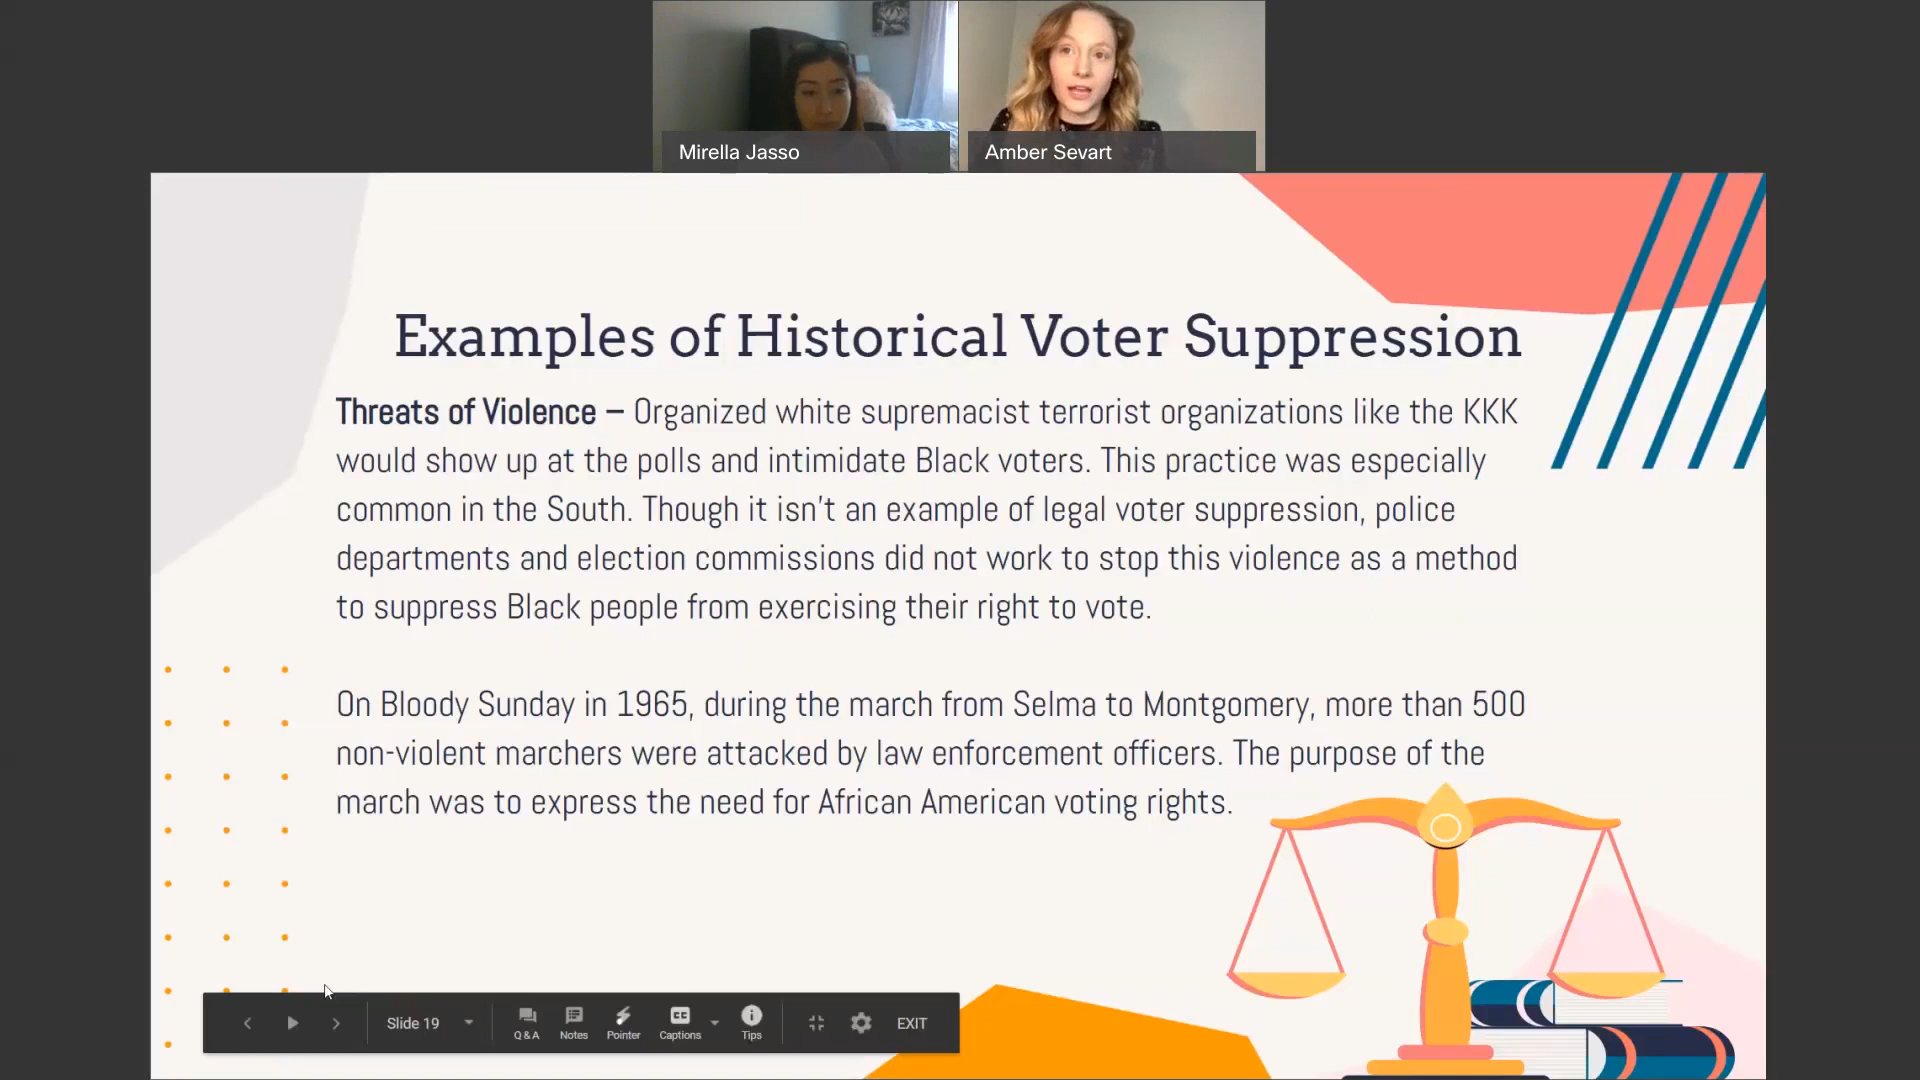 Mirella Jasso
Amber Sevart
Examples of Historical Voter Suppression
Threats of Violence – Organized white supremacist terrorist organizations like the KKK
would show up at the polls and intimidate Black voters. This practice was especially
common in the South. Though it isn't an example of legal voter suppression, police
departments and election commissions did not work to stop this violence as a method
to suppress Black people from exercising their right to vote.
On Bloody Sunday in 1965, during the march from Selma to Montgomery, more than 500
non-violent marchers were attacked by law enforcement officers. The purpose of the
march was to express the need for African American voting rights.
Slide 19
Q & A
Notes
Pointer
CC
Captions
Tips
EXIT